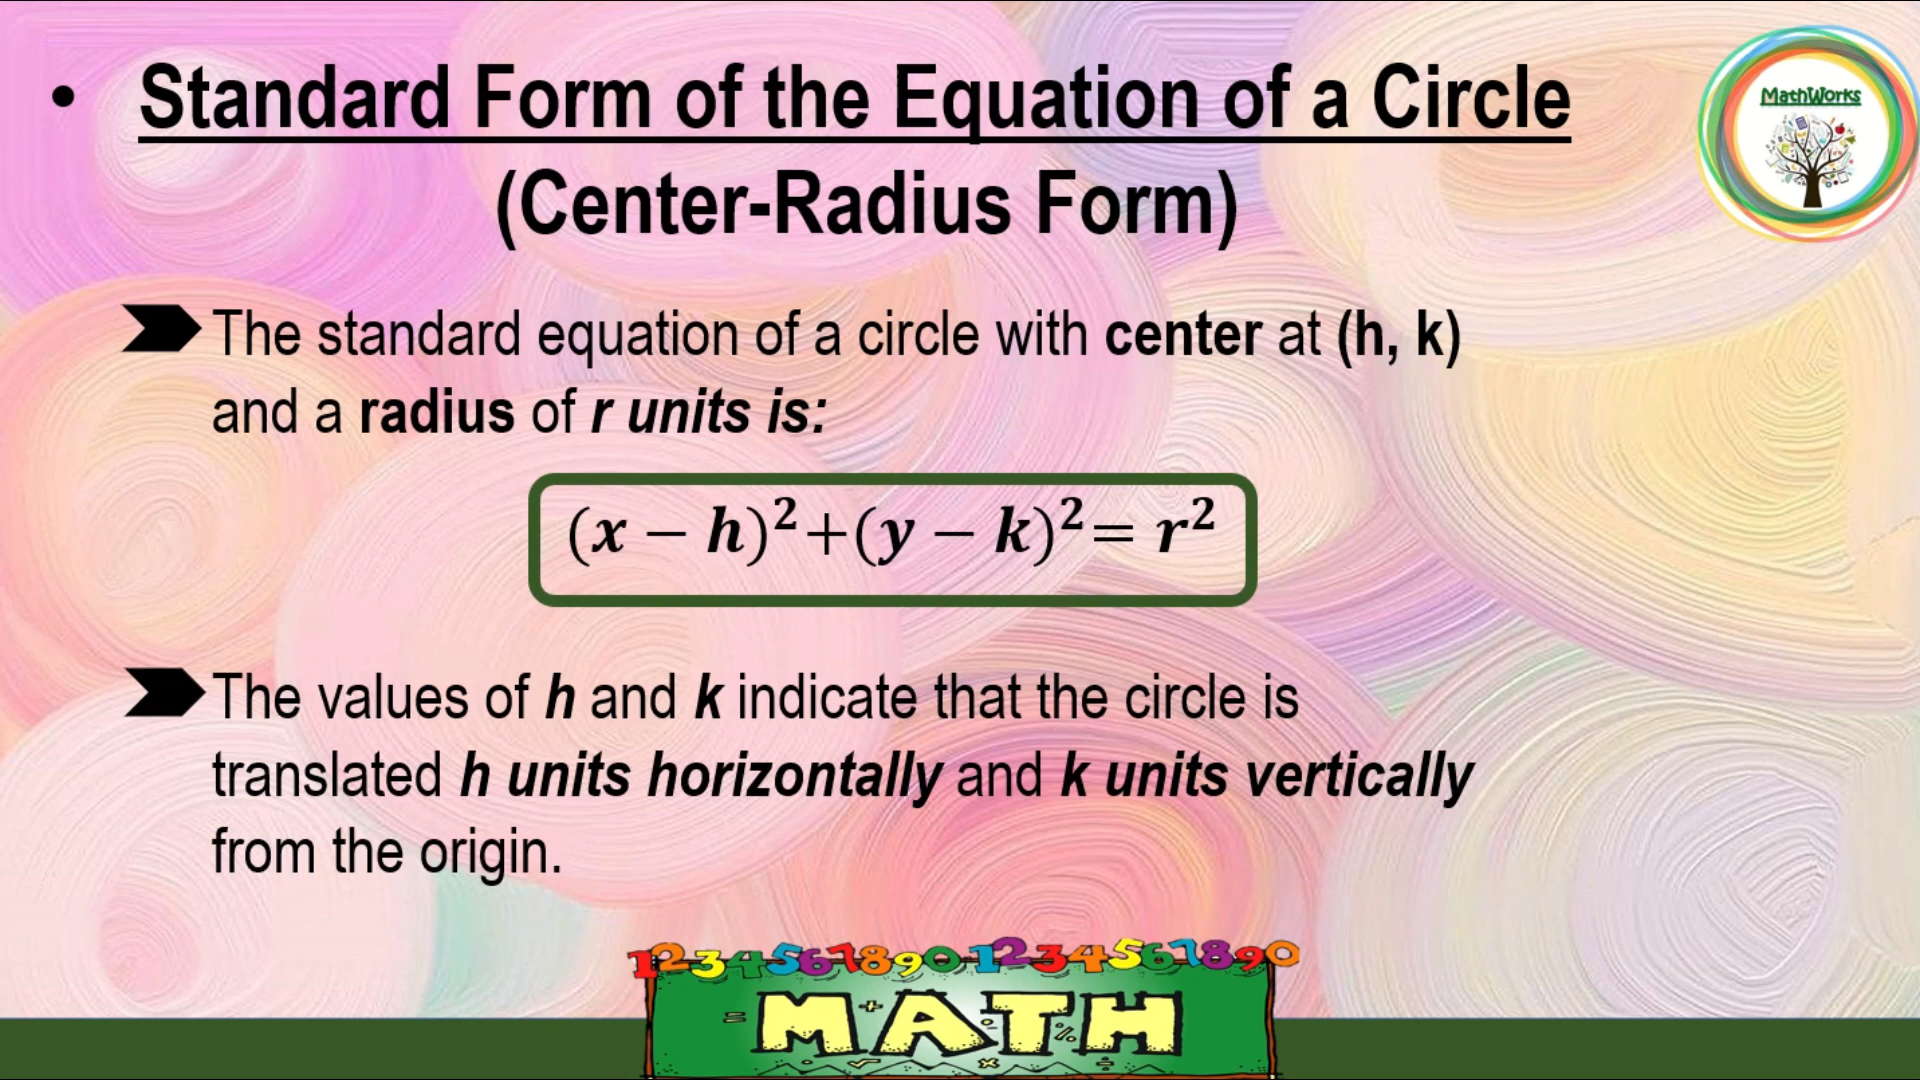 • Standard Form of the Equation of a Circle
(Center-Radius Form)
MathWorks
The standard equation of a circle with center at (h, k)
and a radius of r units is:
(x − h)²+(y − k)²= r²
The values of h and k indicate that the circle is
translated h units horizontally and k units vertically
from the origin.
12345678901234567890
MATH